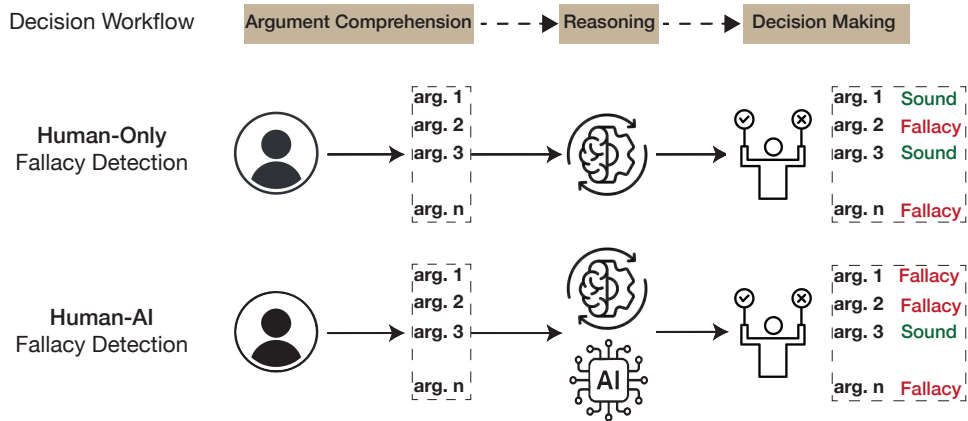 Decision Workflow
Argument Comprehension
Reasoning
Decision Making
Human-Only
Fallacy Detection
arg. 1
arg. 2
arg. 3
arg. n
arg. 1 Sound
arg. 2 Fallacy
arg. 3 Sound
arg. n Fallacy
Human-AI
Fallacy Detection
arg. 1
arg. 2
arg. 3
arg. n
AI
arg. 1 Fallacy
arg. 2 Fallacy
arg. 3 Sound
arg. n Fallacy